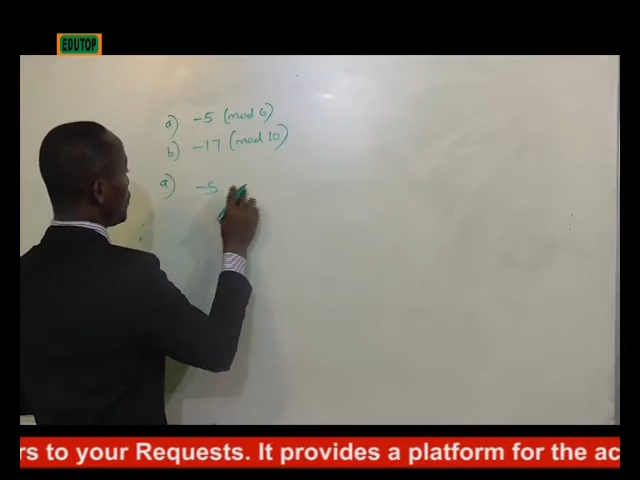 EDUTOP
a) -5 (mod 6)
b) -17 (mod 10)
a) -5
rs to your Requests. It provides a platform for the ac